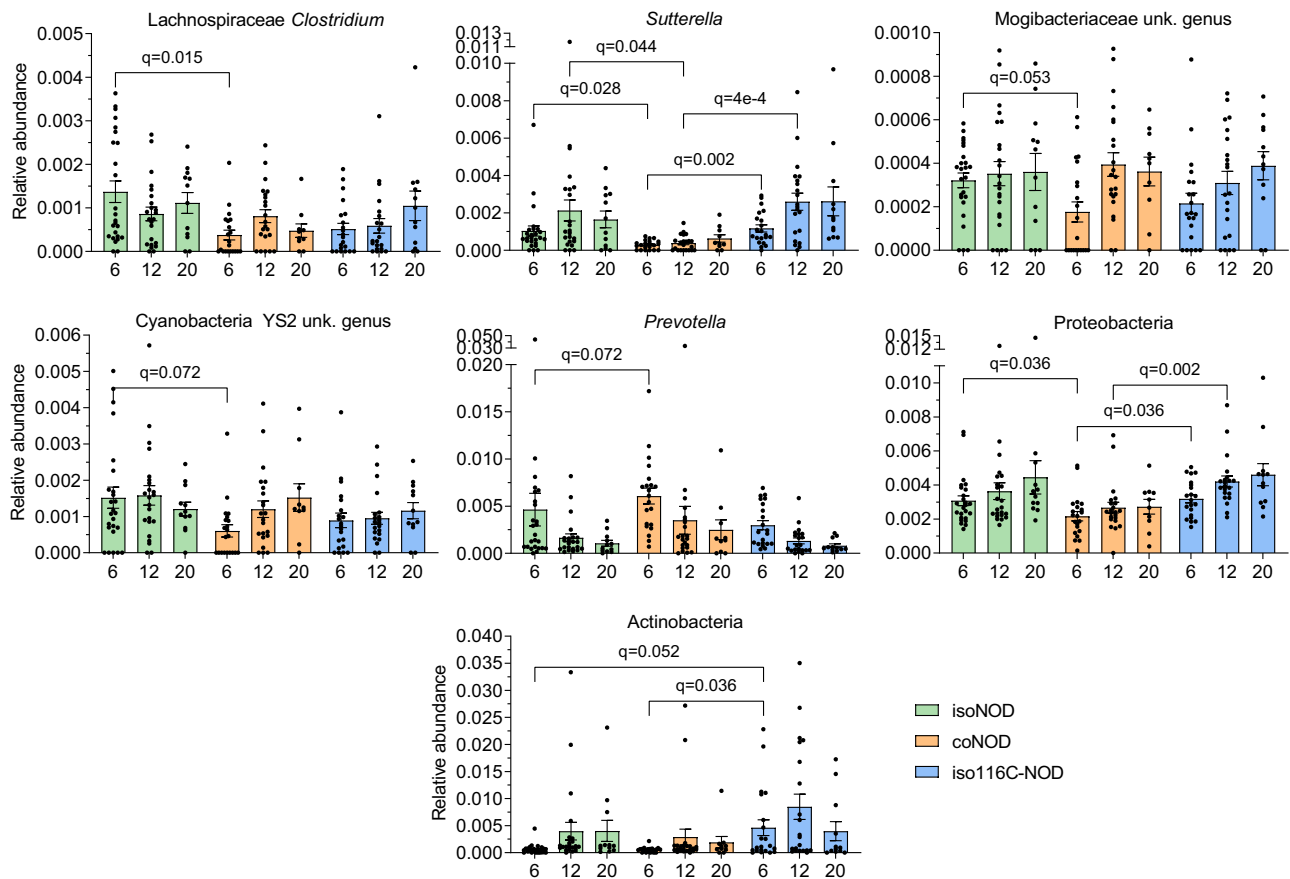 Lachnospiraceae Clostridium
Relative abundance
0.005
0.004
0.003
0.002
0.001
0.000
q=0.015
6 12 20 6 12 20 6 12 20
Sutterella
0.013
0.011
0.010
0.008
0.006
0.004
0.002
0.000
q=0.044
q=0.028
q=4e-4
q=0.002
6 12 20 6 12 20 6 12 20
Mogibacteriaceae unk. genus
0.0010
0.0008
0.0006
0.0004
0.0002
0.0000
q=0.053
6 12 20 6 12 20 6 12 20
Cyanobacteria YS2 unk. genus
Relative abundance
0.006
0.005
0.004
0.003
0.002
0.001
0.000
q=0.072
6 12 20 6 12 20 6 12 20
Prevotella
0.050
0.030
0.020
0.015
0.010
0.005
0.000
q=0.072
6 12 20 6 12 20 6 12 20
Proteobacteria
0.015
0.012
0.010
0.008
0.006
0.004
0.002
0.000
q=0.036
q=0.002
q=0.036
6 12 20 6 12 20 6 12 20
Actinobacteria
Relative abundance
0.040
0.035
0.030
0.025
0.020
0.015
0.010
0.005
0.000
q=0.052
q=0.036
6 12 20 6 12 20 6 12 20
isoNOD
coNOD
iso116C-NOD